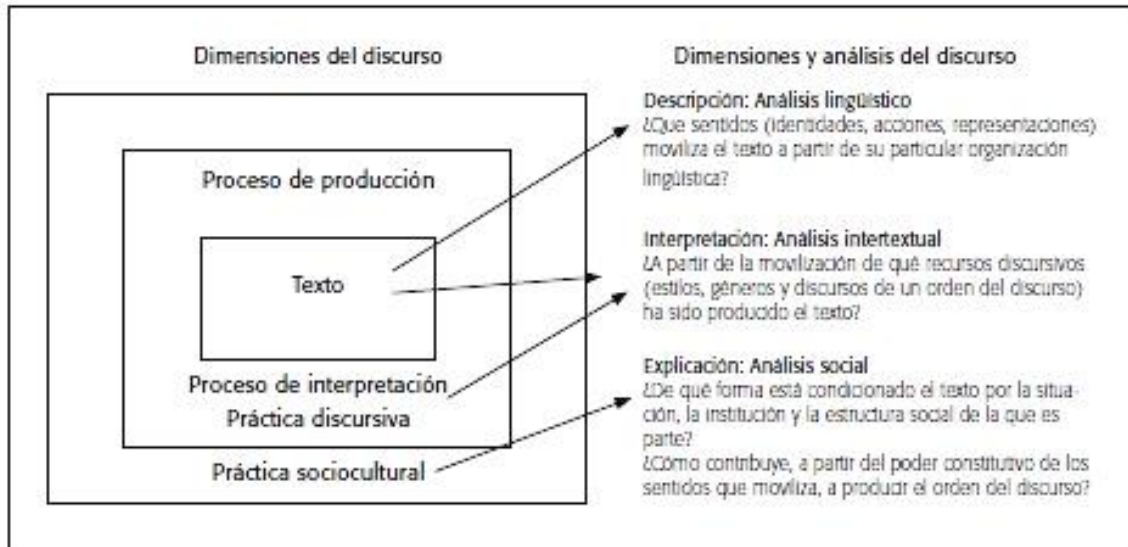 Dimensiones del discurso
Proceso de producción
Texto
Proceso de interpretación
Práctica discursiva
Práctica sociocultural
Dimensiones y análisis del discurso
Descripción: Análisis lingüístico
¿Que sentidos (identidades, acciones, representaciones)
moviliza el texto a partir de su particular organización
lingüística?
Interpretación: Análisis intertextual
¿A partir de la movilización de qué recursos discursivos
(estilos, géneros y discursos de un orden del discurso)
ha sido producido el texto?
Explicación: Análisis social
¿De qué forma está condicionado el texto por la situa-
ción, la institución y la estructura social de la que es
parte?
¿Cómo contribuye, a partir del poder constitutivo de los
sentidos que moviliza, a producir el orden del discurso?